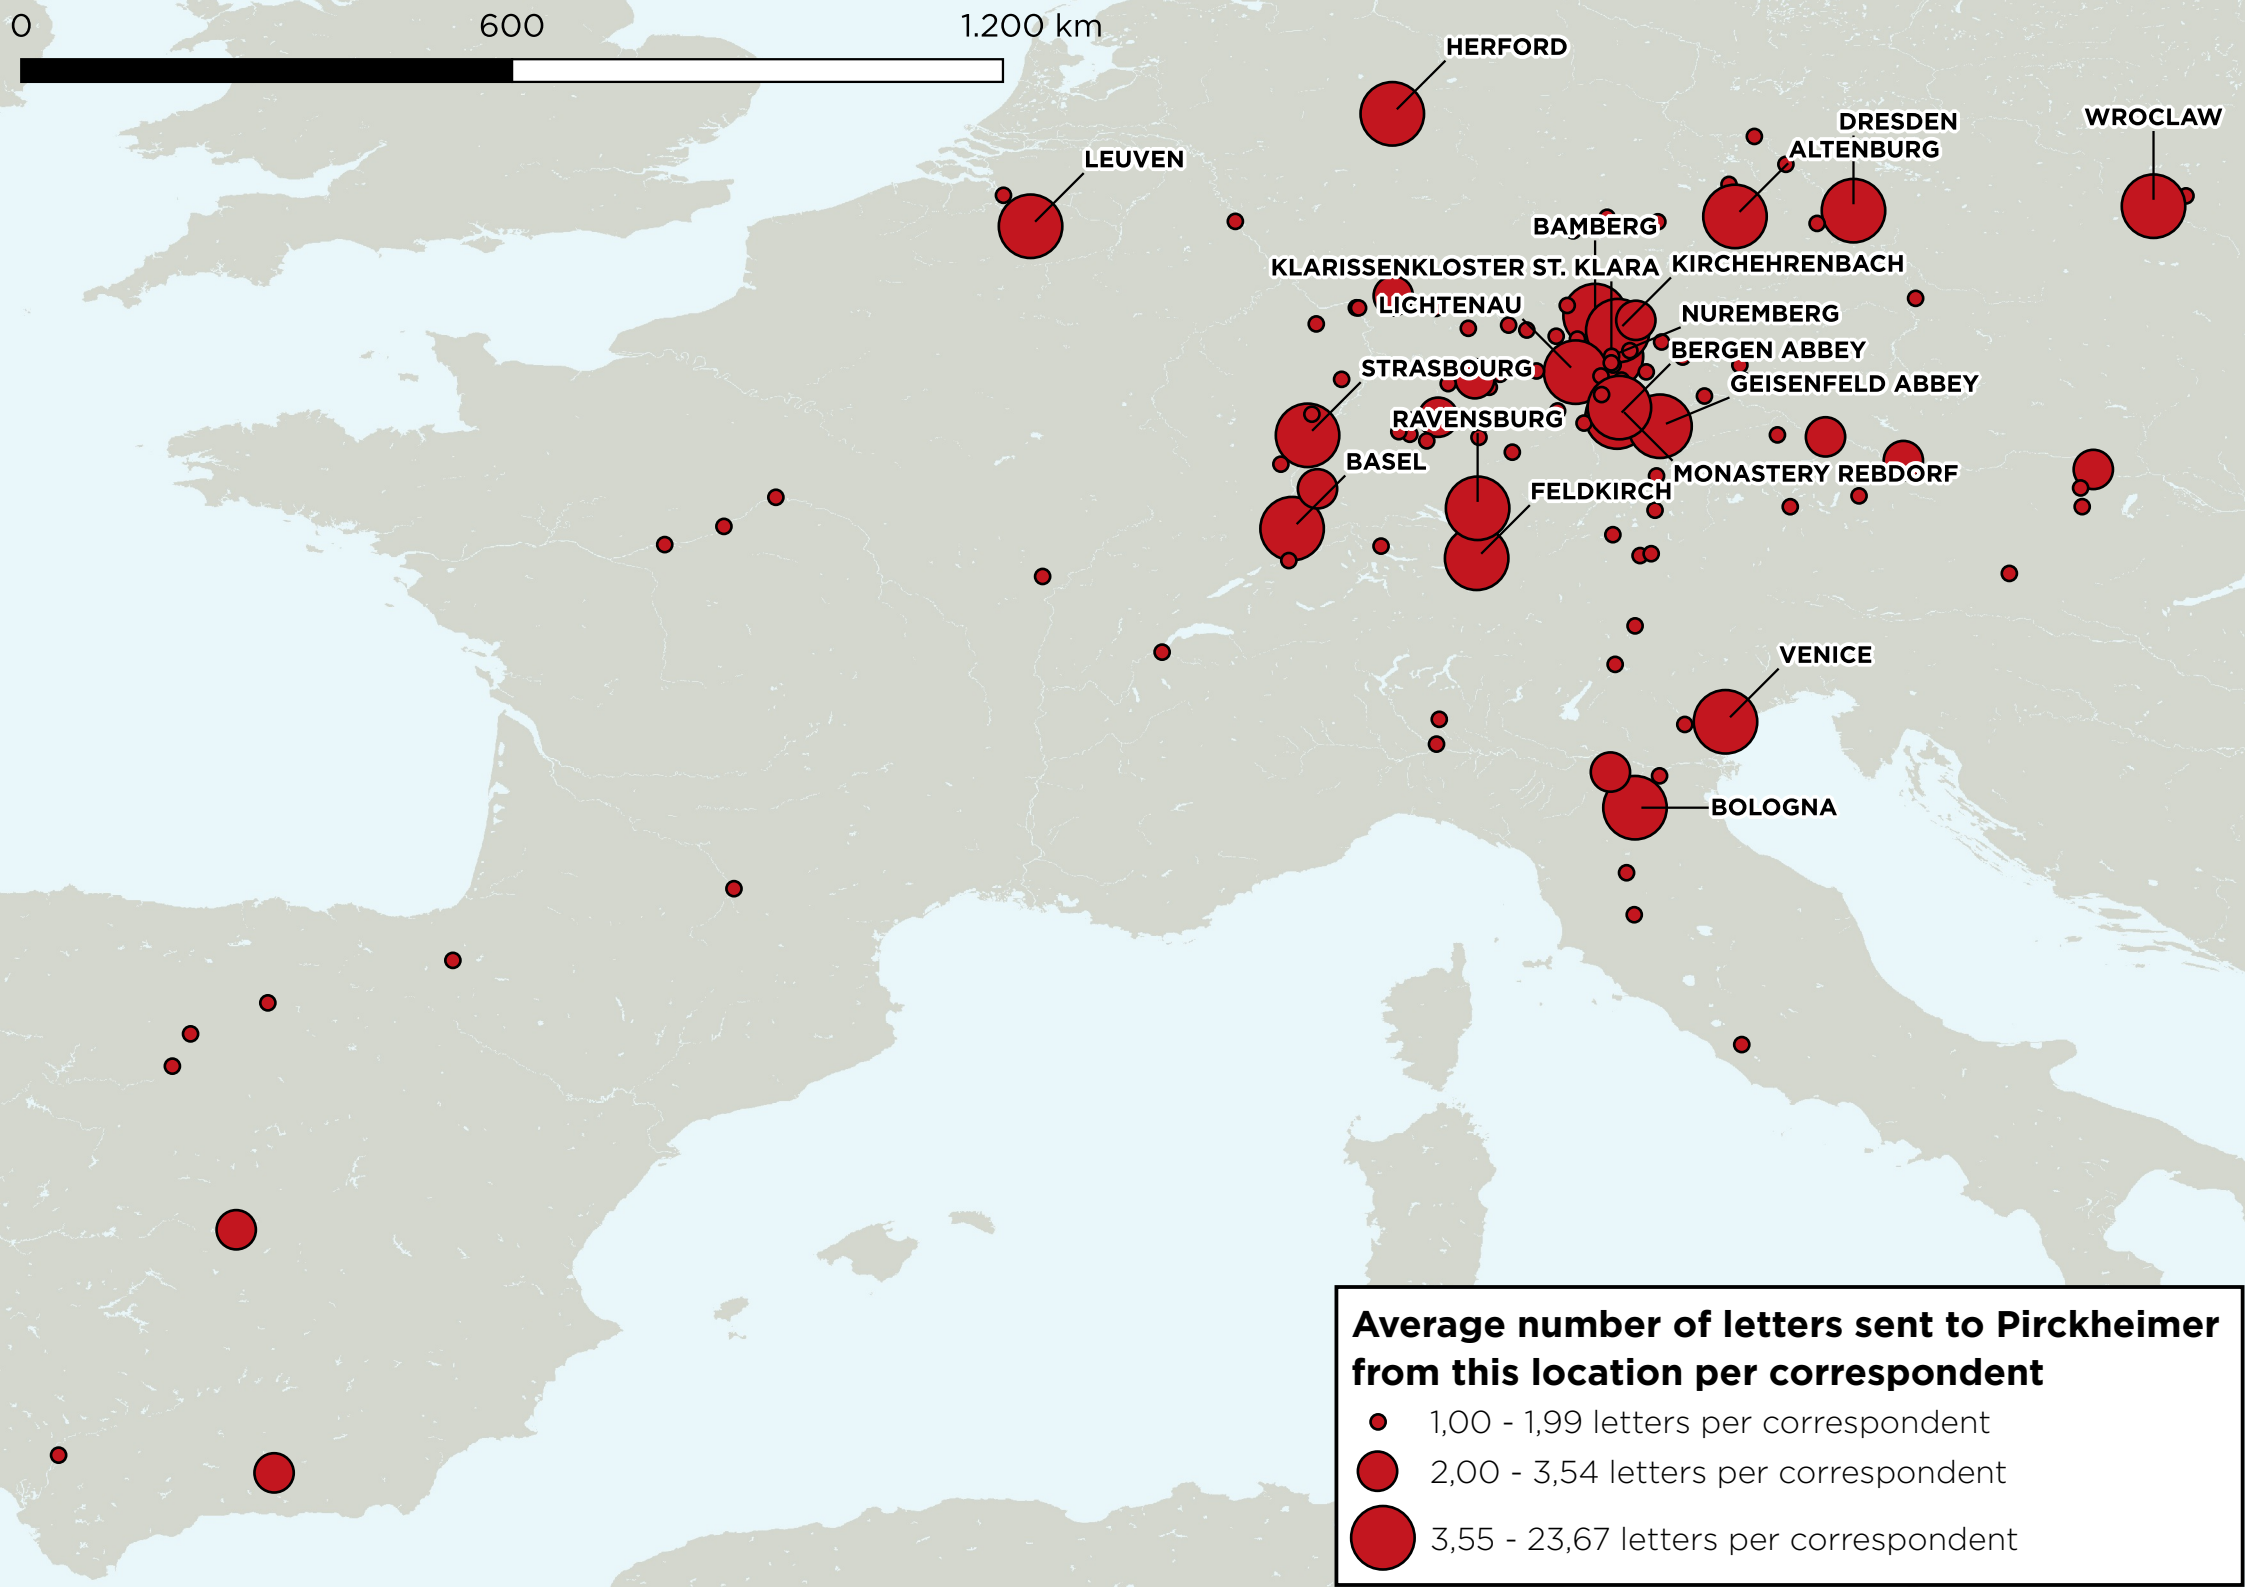 0 600 1.200 km
HERFORD
WROCLAW
DRESDEN
ALTENBURG
LEUVEN
BAMBERG
KLARISSENKLOSTER ST. KLARA
KIRCHEHRENBACH
LICHTENAU
NUREMBERG
BERGEN ABBEY
STRASBOURG
GEISENFELD ABBEY
RAVENSBURG
BASEL
MONASTERY REBDORF
FELDKIRCH
VENICE
BOLOGNA
Average number of letters sent to Pirckheimer
from this location per correspondent
1,00 - 1,99 letters per correspondent
2,00 - 3,54 letters per correspondent
3,55 - 23,67 letters per correspondent